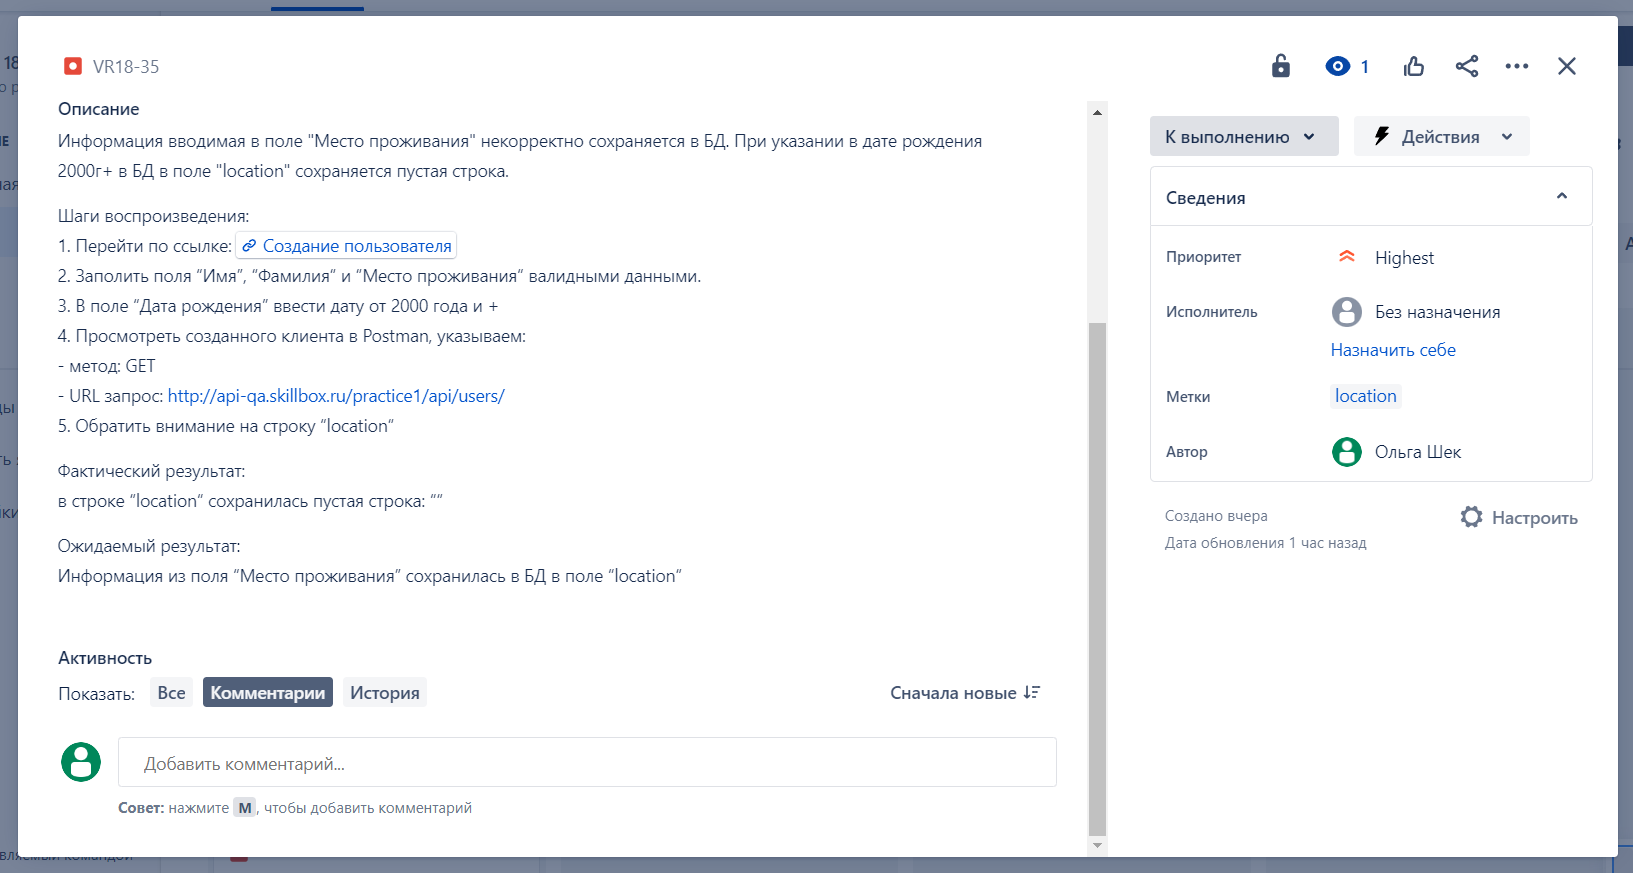 VR18-35
1
Описание
Информация вводимая в поле "Место проживания" некорректно сохраняется в БД. При указании в дате рождения
2000г+ в БД в поле "location" сохраняется пустая строка.
Шаги воспроизведения:
1. Перейти по ссылке: Создание пользователя
2. Заполить поля “Имя”, “Фамилия” и “Место проживания” валидными данными.
3. В поле “Дата рождения” ввести дату от 2000 года и +
4. Просмотреть созданного клиента в Postman, указываем:
- метод: GET
- URL запрос: http://api-qa.skillbox.ru/practice1/api/users/
5. Обратить внимание на строку “location”
Фактический результат:
в строке “location” сохранилась пустая строка: “”
Ожидаемый результат:
Информация из поля “Место проживания” сохранилась в БД в поле “location”
Активность
Показать: Все Комментарии История Сначала новые
Добавить комментарий...
Совет: нажмите M, чтобы добавить комментарий
К выполнению Действия
Сведения
Приоритет Highest
Исполнитель Без назначения
Назначить себе
Метки location
Автор Ольга Шек
Создано вчера
Настроить
Дата обновления 1 час назад